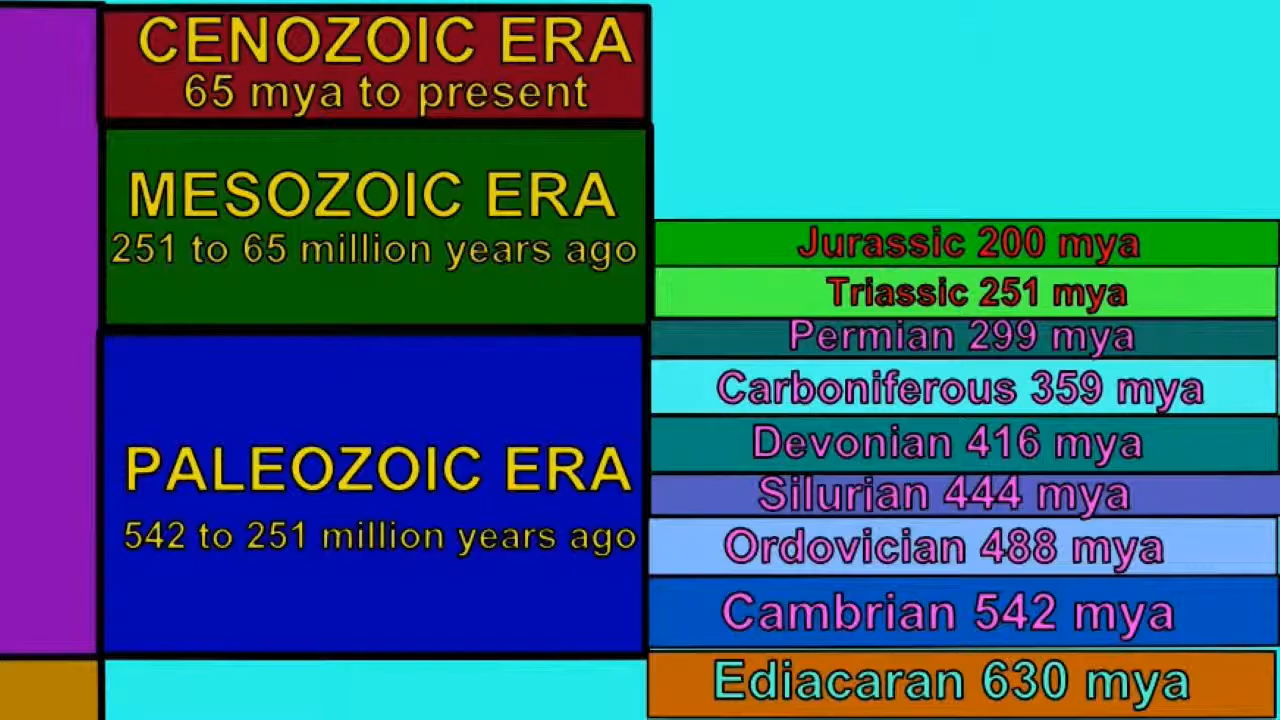 CENOZOIC ERA
65 mya to present
MESOZOIC ERA
251 to 65 million years ago
PALEOZOIC ERA
542 to 251 million years ago
Jurassic 200 mya
Triassic 251 mya
Permian 299 mya
Carboniferous 359 mya
Devonian 416 mya
Silurian 444 mya
Ordovician 488 mya
Cambrian 542 mya
Ediacaran 630 mya